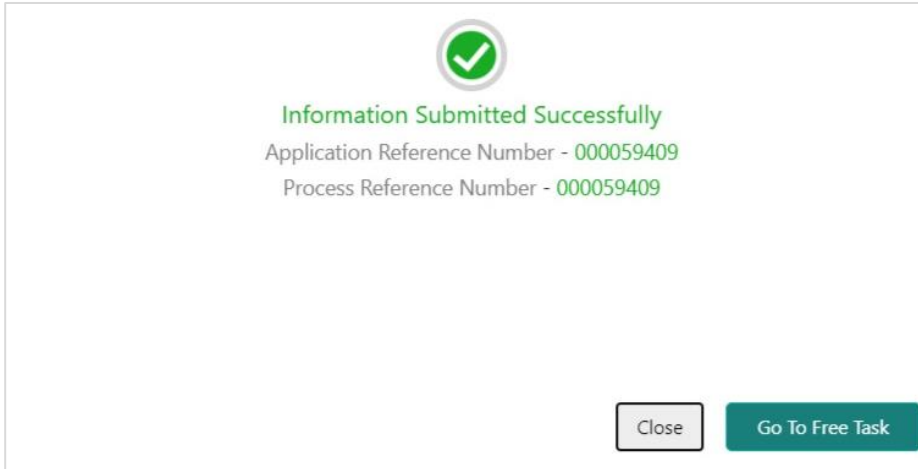 Information Submitted Successfully
Application Reference Number - 000059409
Process Reference Number - 000059409
Close
Go To Free Task